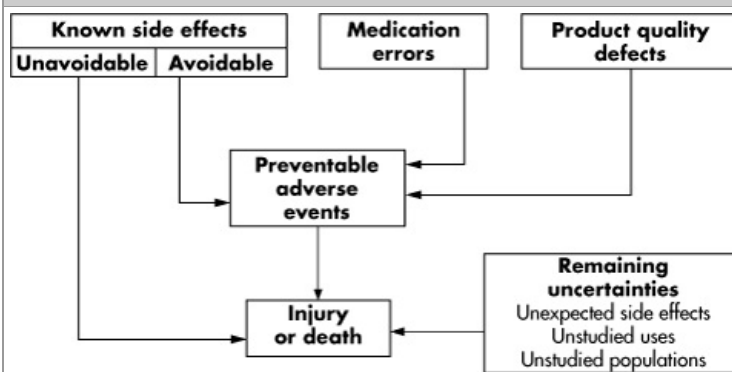 Known side effects
Unavoidable Avoidable
Medication
errors
Product quality
defects
Preventable
adverse
events
Injury
or death
Remaining
uncertainties
Unexpected side effects
Unstudied uses
Unstudied populations